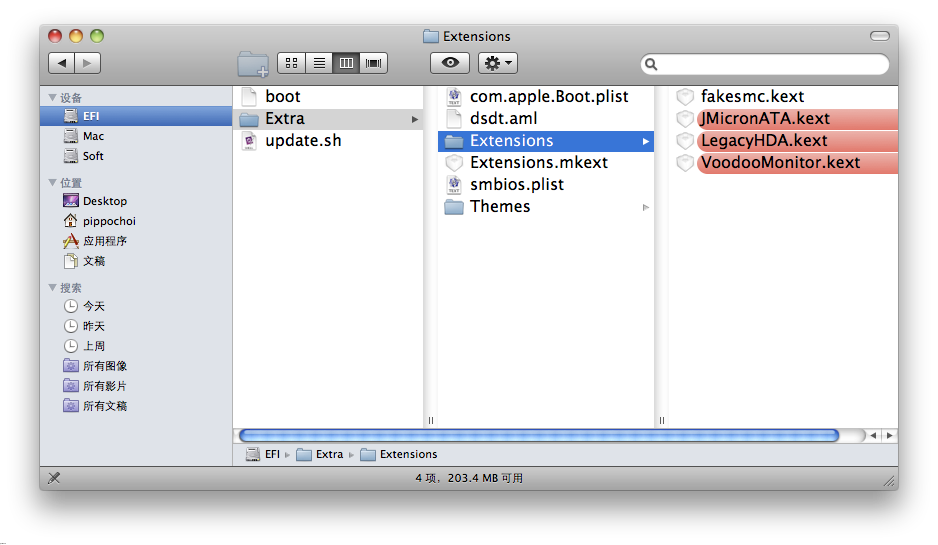 Extensions
设备
EFI
Mac
Soft
位置
Desktop
pippochoi
应用程序
文稿
搜索
今天
昨天
上周
所有图像
所有影片
所有文稿
boot
Extra
update.sh
com.apple.Boot.plist
dsdt.aml
Extensions
Extensions.mkext
smbios.plist
Themes
fakesmc.kext
JMicronATA.kext
LegacyHDA.kext
VoodooMonitor.kext
EFI Extra Extensions
4 项，203.4 MB 可用